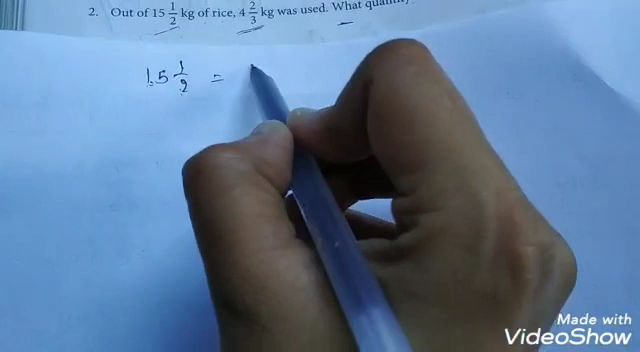 2. Out of 15 1/2 kg of rice, 4 2/3 kg was used. What quantity
15 1/2 =
Made with
VideoShow